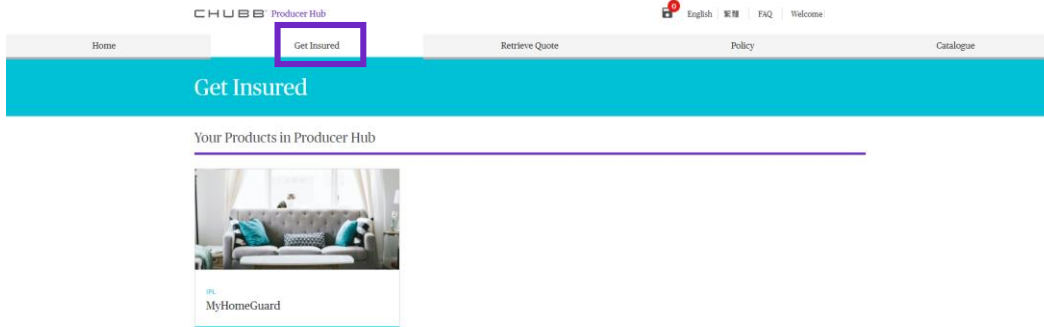 CHUBB® Producer Hub
0
English 繁體 FAQ Welcome
Home Get Insured Retrieve Quote Policy Catalogue
Get Insured
Your Products in Producer Hub
IPL
MyHomeGuard